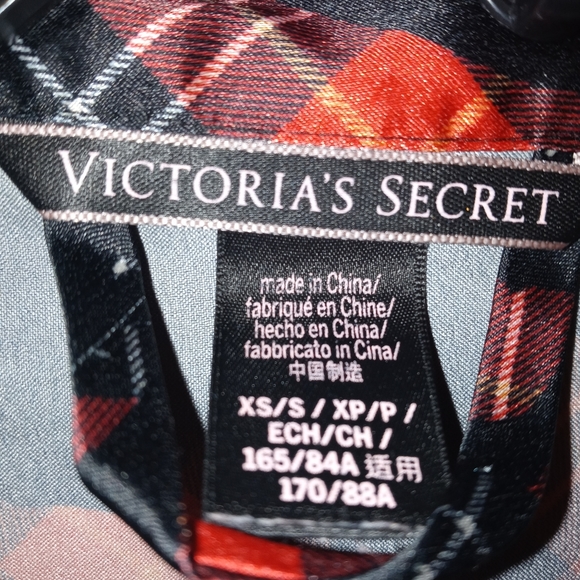 VICTORIA'S SECRET
made in China/
fabriqué en Chine/
hecho en China/
fabbricato in Cina/
中国制造
XS/S / XP/P /
ECH/CH /
165/84A 适用
170/88A